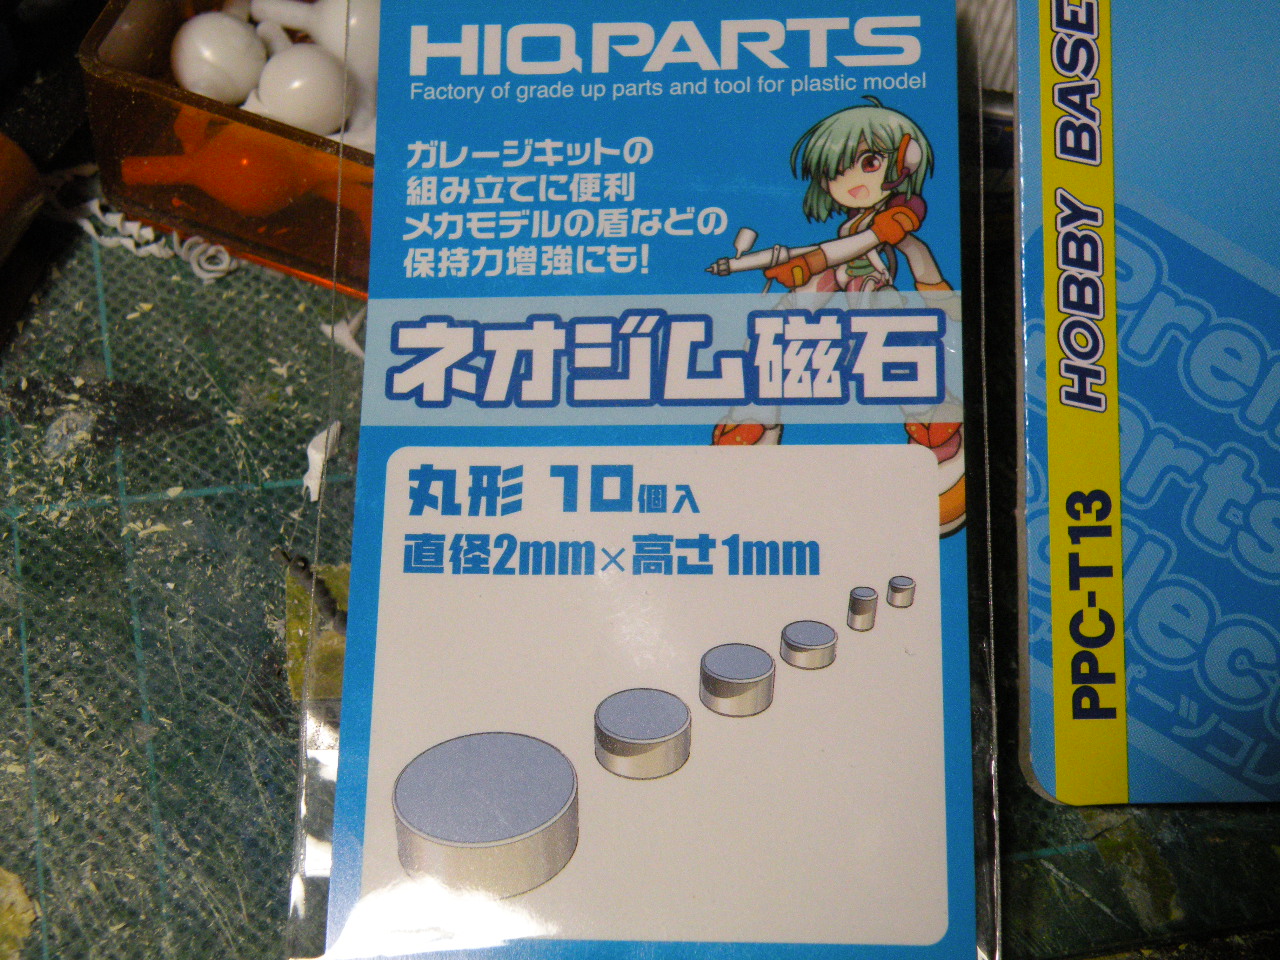 HIQPARTS
Factory of grade up parts and tool for plastic model
ガレージキットの
組み立てに便利
メカモデルの盾などの
保持力増強にも!
ネオジム磁石
丸形 10個入
直径2mm×高さ1mm
HOBBY BASE
PPC-T13